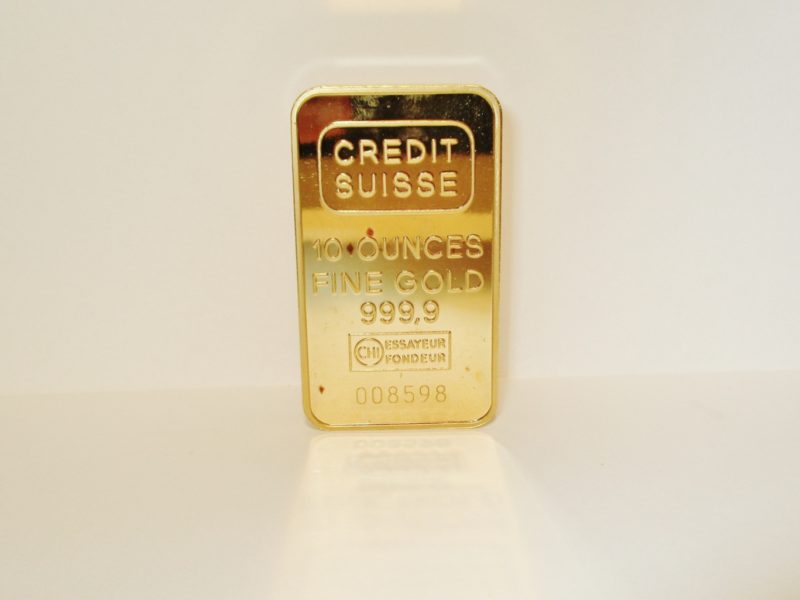 CREDIT
SUISSE
10 OUNCES
FINE GOLD
999,9
CHI ESSAYEUR
FONDEUR
008598